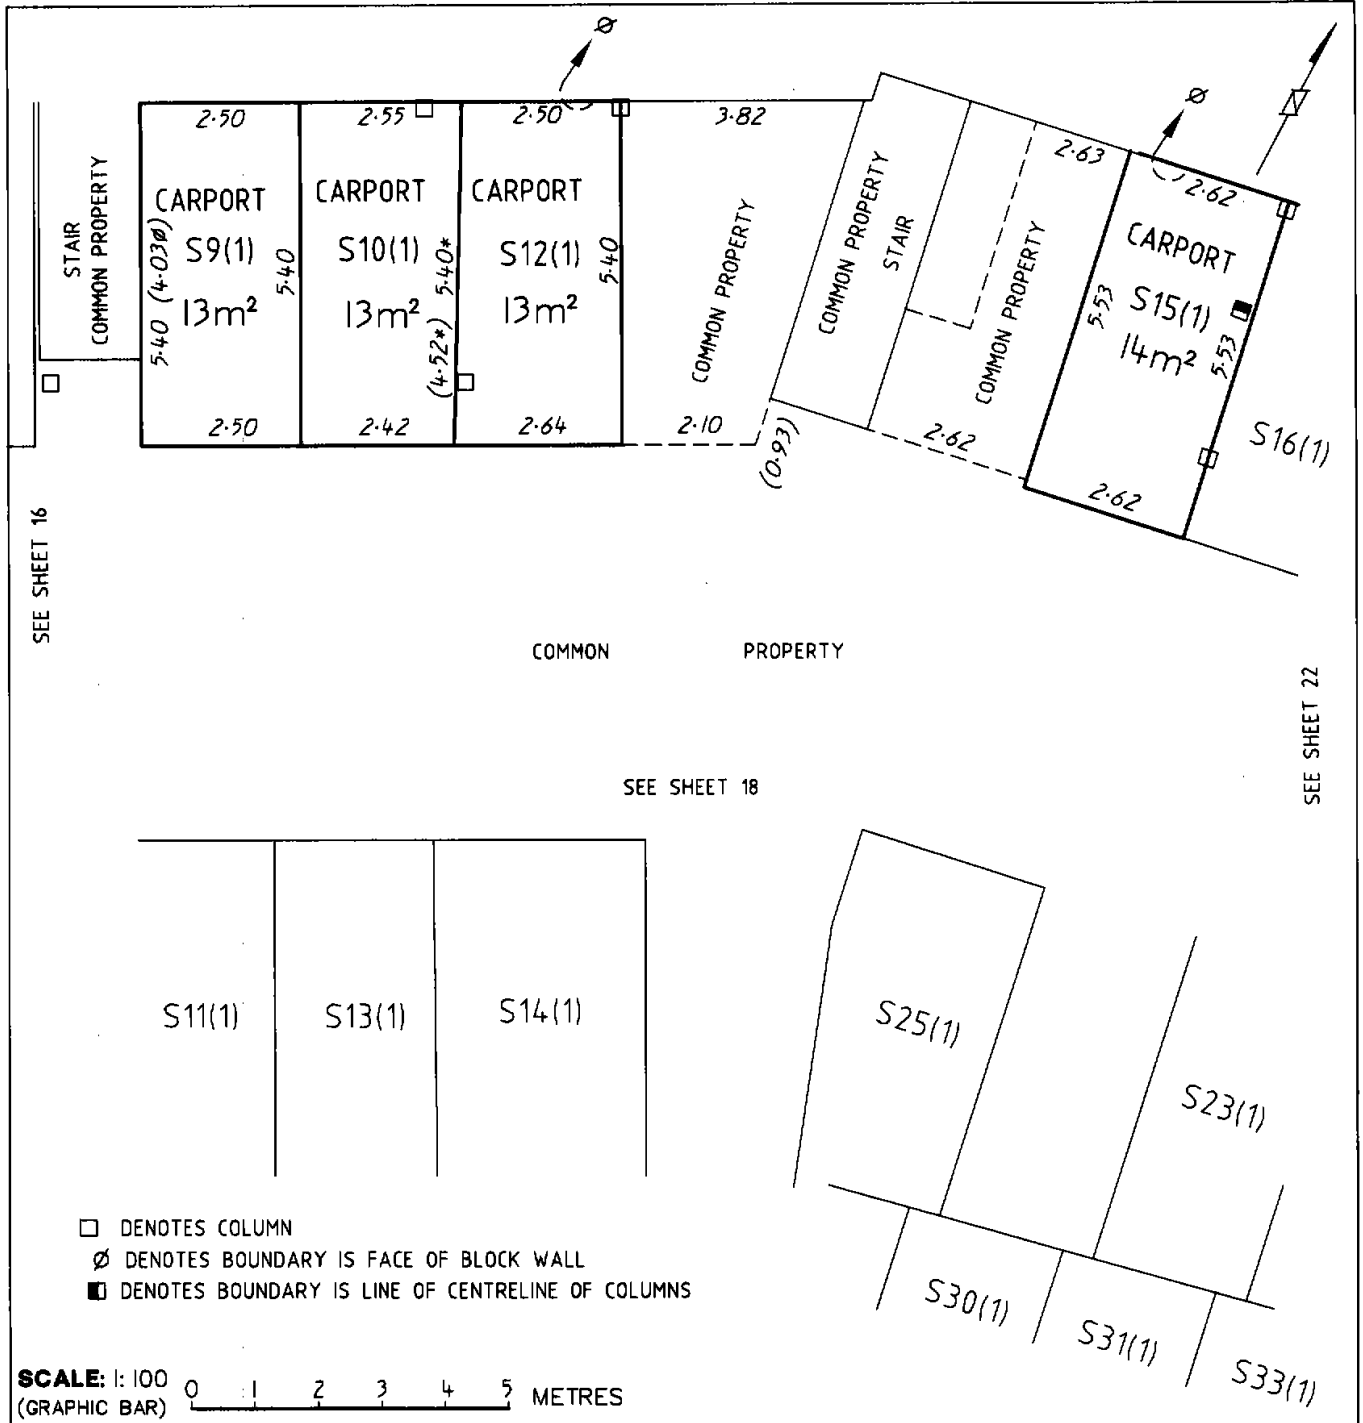 Ø
Ø
N
2.50
2.55
2.50
3.82
2.63
2.62
STAIR
COMMON PROPERTY
CARPORT
S9(1)
13m²
5.40 (4.03Ø)
5.40
2.50
CARPORT
S10(1)
13m²
(4.52*) 5.40*
2.42
CARPORT
S12(1)
13m²
5.40
2.64
COMMON PROPERTY
2.10
(0.93)
COMMON PROPERTY
STAIR
COMMON PROPERTY
2.62
CARPORT
S15(1)
14m²
5.53
5.53
2.62
S16(1)
SEE SHEET 16
COMMON PROPERTY
SEE SHEET 22
SEE SHEET 18
S11(1)
S13(1)
S14(1)
S25(1)
S23(1)
S30(1)
S31(1)
S33(1)
□ DENOTES COLUMN
Ø DENOTES BOUNDARY IS FACE OF BLOCK WALL
DENOTES BOUNDARY IS LINE OF CENTRELINE OF COLUMNS
SCALE: 1:100
(GRAPHIC BAR)
0 1 2 3 4 5 METRES